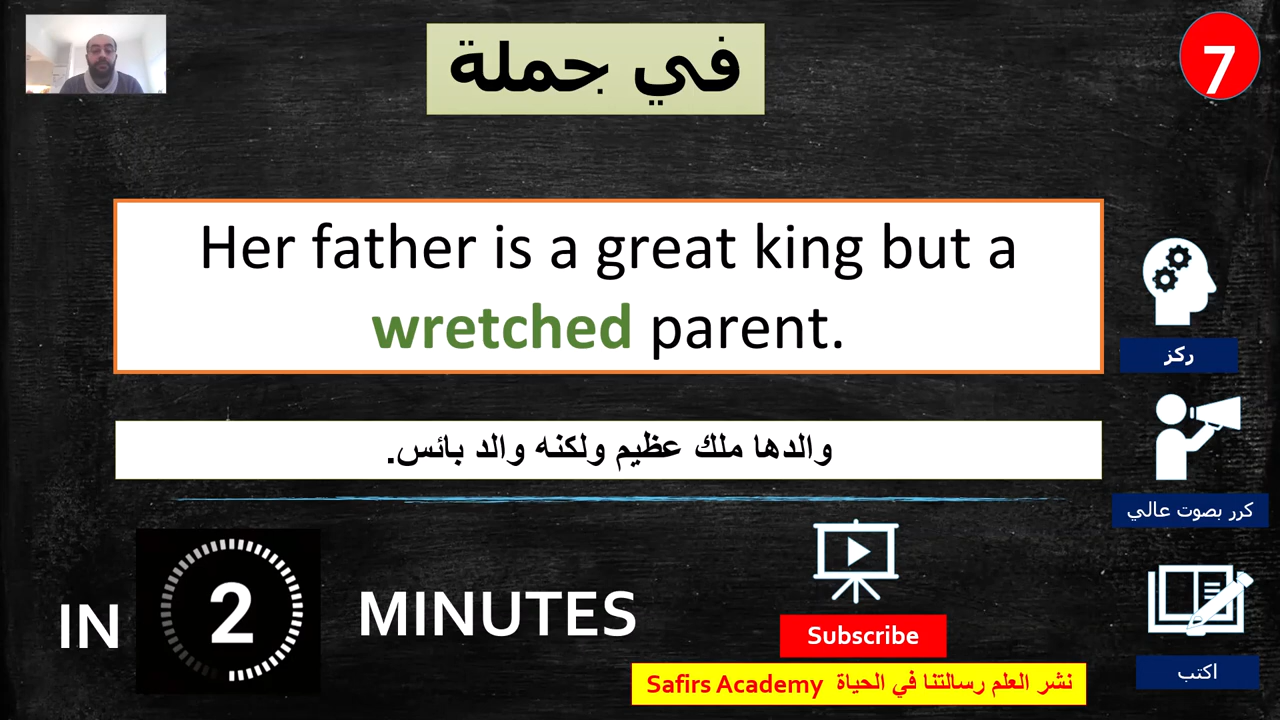 في جملة
7
Her father is a great king but a
wretched parent.
ركز
والدها ملك عظيم ولكنه والد بائس.
كرر بصوت عالي
IN 2 MINUTES
Subscribe
اكتب
نشر العلم رسالتنا في الحياة Safirs Academy